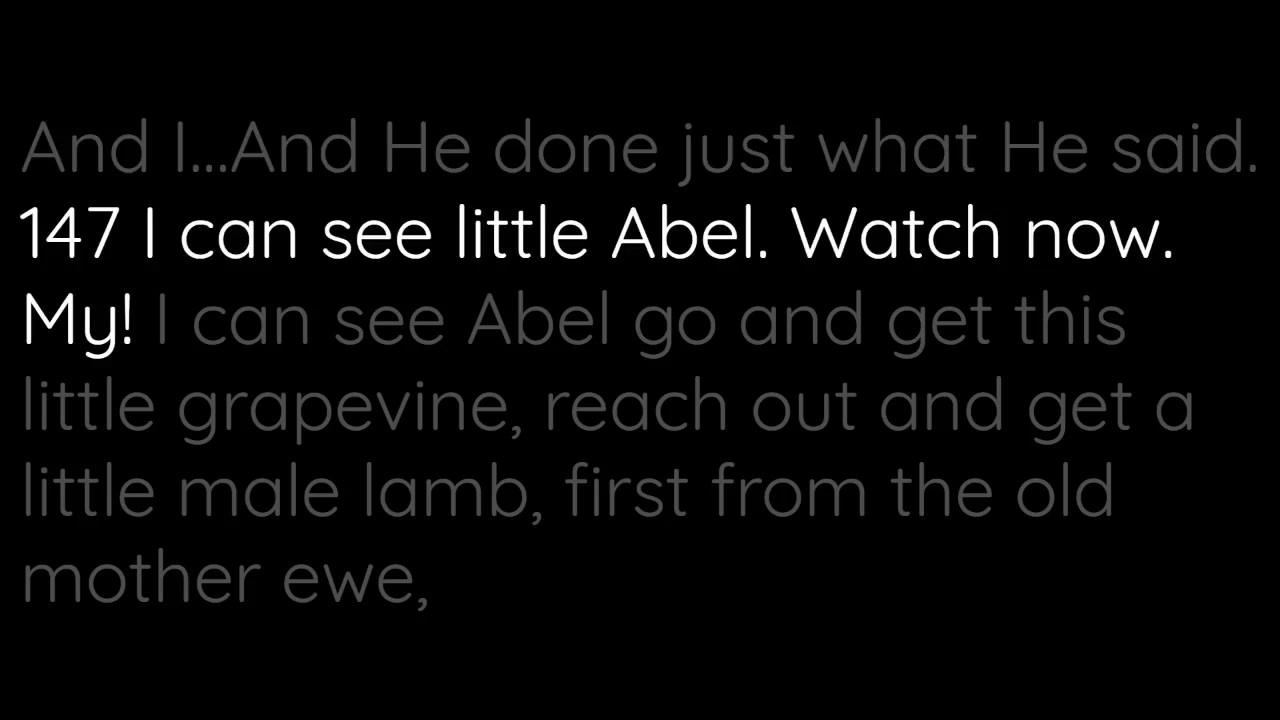 And I...And He done just what He said.
147 I can see little Abel. Watch now.
My! I can see Abel go and get this
little grapevine, reach out and get a
little male lamb, first from the old
mother ewe,